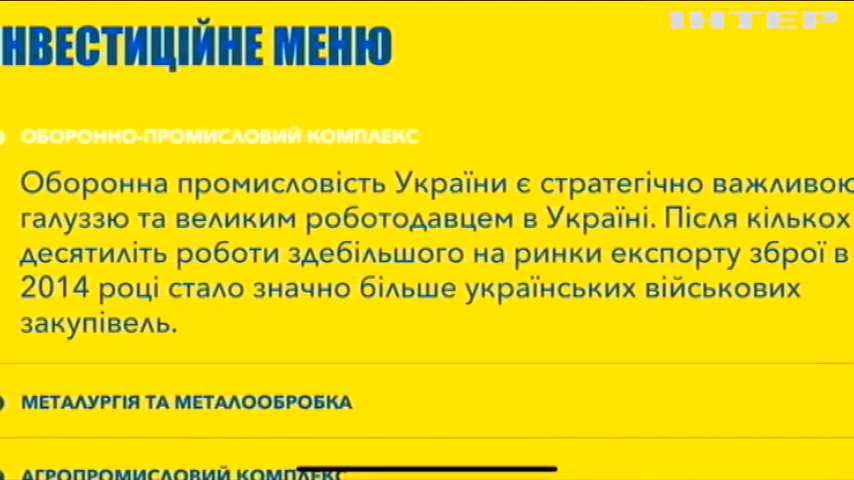 ІНТЕР
НВЕСТИЦІЙНЕ МЕНЮ
ОБОРОННО-ПРОМИСЛОВИЙ КОМПЛЕКС
Оборонна промисловість України є стратегічно важливою
галуззю та великим роботодавцем в Україні. Після кількох
десятиліть роботи здебільшого на ринки експорту зброї в
2014 році стало значно більше українських військових
закупівель.
МЕТАЛУРГІЯ ТА МЕТАЛООБРОБКА
АГРОПРОМИСЛОВИЙ КОМПЛЕКС